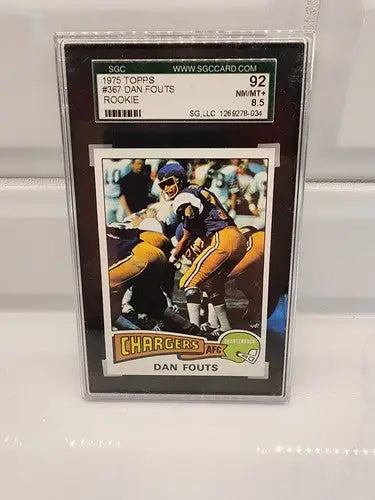 SGC WWW.SGCCARD.COM
1975 TOPPS 92
#367 DAN FOUTS NM/MT+
ROOKIE 8.5
SG, LLC 1269278-034
CHARGERS AFC QUARTERBACK
DAN FOUTS